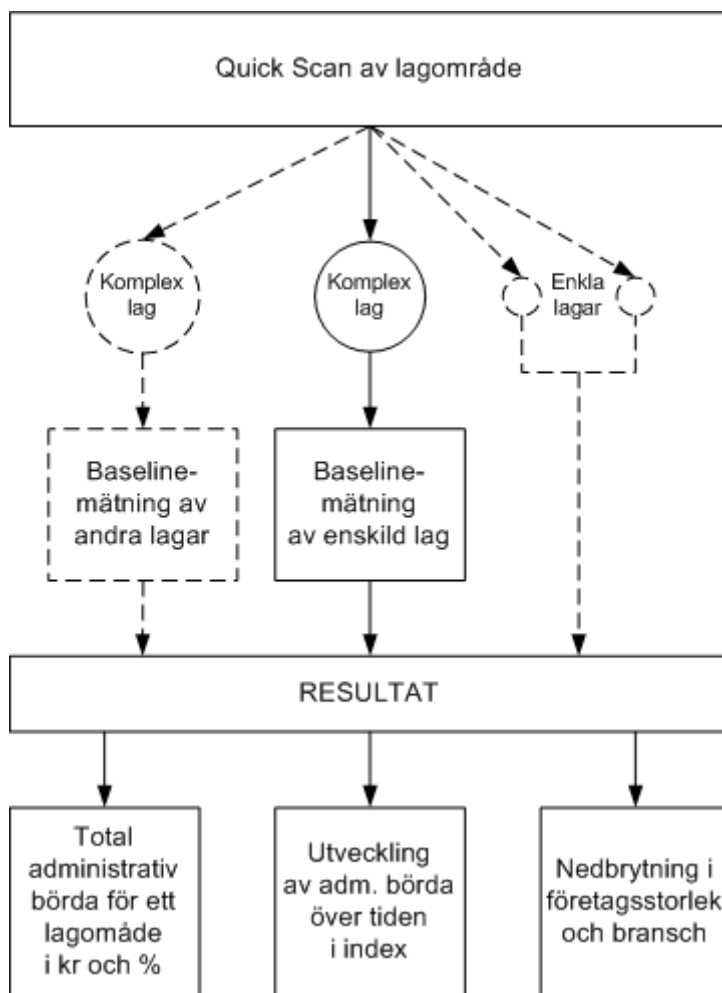 Quick Scan av lagområde
Komplex
lag
Komplex
lag
Enkla
lagar
Baseline-
mätning av
andra lagar
Baseline-
mätning
av enskild lag
RESULTAT
Total
administrativ
börda för ett
lagomåde
i kr och %
Utveckling
av adm. börda
över tiden
i index
Nedbrytning i
företagsstorlek
och bransch